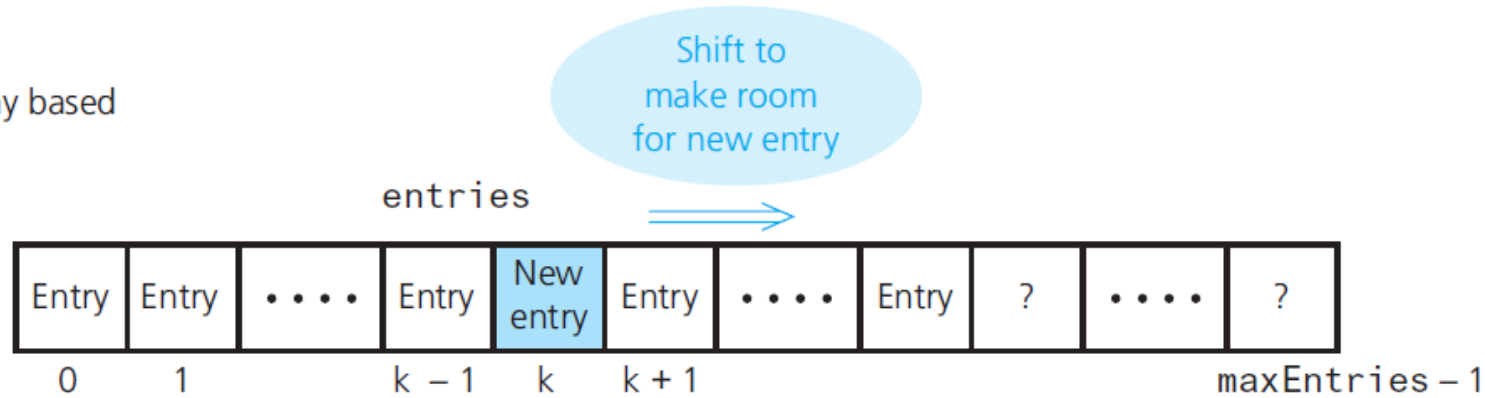 Shift to
make room
for new entry
y based
entries
Entry Entry •••• Entry New entry Entry •••• Entry ? •••• ?
0 1 k – 1 k k + 1 maxEntries – 1